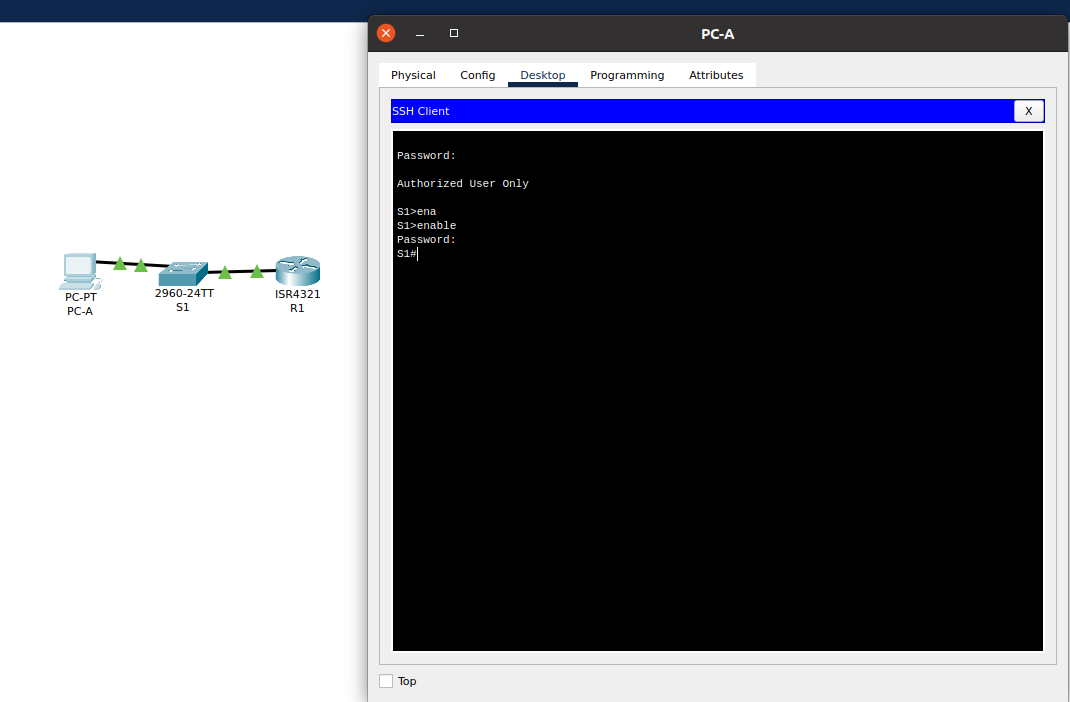 PC-A
Physical Config Desktop Programming Attributes
SSH Client X
Password:
Authorized User Only
S1>ena
S1>enable
Password:
S1#
PC-PT
PC-A
2960-24TT
S1
ISR4321
R1
Top